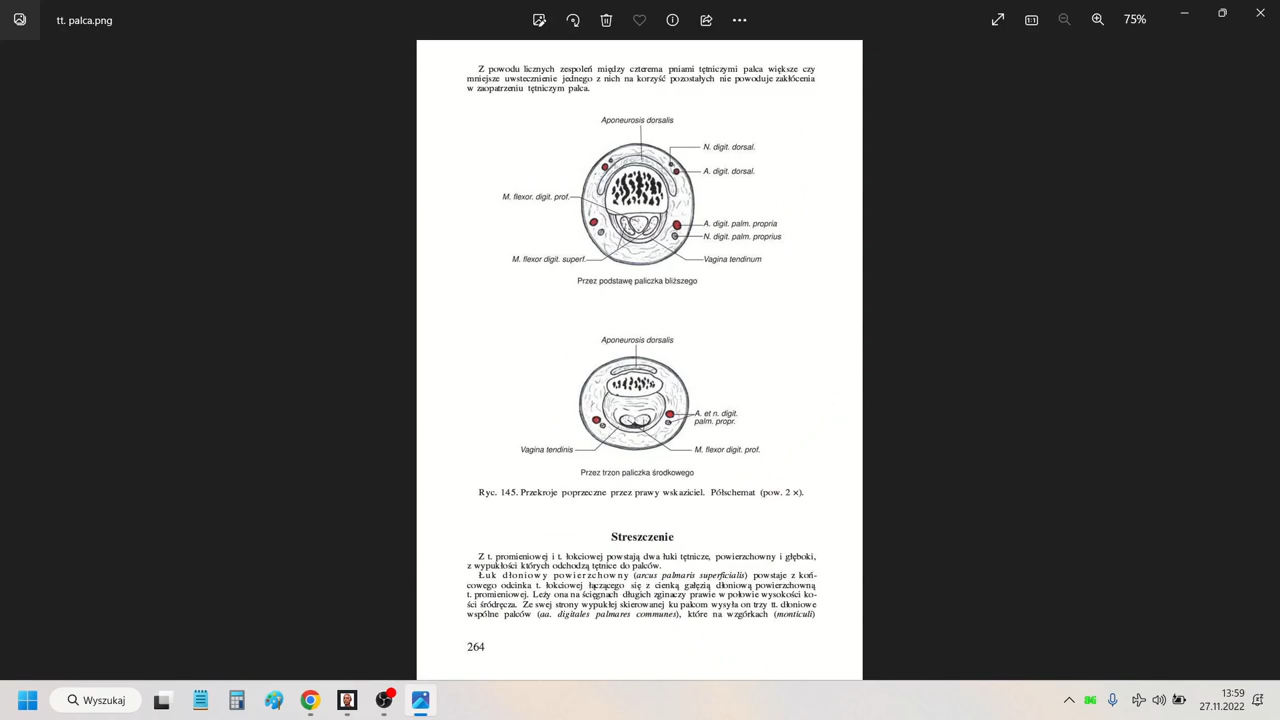 tt. palca.png
75%
Z powodu licznych zespoleń między czterema pniami tętniczymi palca większe czy
mniejsze uwstecznienie jednego z nich na korzyść pozostałych nie powoduje zakłócenia
w zaopatrzeniu tętniczym palca.
Aponeurosis dorsalis
N. digit. dorsal.
A. digit. dorsal.
M. flexor. digit. prof.
A. digit. palm. propria
N. digit. palm. proprius
M. flexor digit. superf.
Vagina tendinum
Przez podstawę paliczka bliższego
Aponeurosis dorsalis
A. et n. digit.
palm. propr.
Vagina tendinis
M. flexor digit. prof.
Przez trzon paliczka środkowego
Ryc. 145. Przekroje poprzeczne przez prawy wskaziciel. Półschemat (pow. 2 ×).
Streszczenie
Z t. promieniowej i t. łokciowej powstają dwa łuki tętnicze, powierzchowny i głęboki,
z wypukłości których odchodzą tętnice do palców.
Łuk dłoniowy powierzchowny (arcus palmaris superficialis) powstaje z koń-
cowego odcinka t. łokciowej łączącego się z cienką gałęzią dłoniową powierzchowną
t. promieniowej. Leży ona na ścięgnach długich zginaczy prawie w połowie wysokości ko-
ści śródręcza. Ze swej strony wypukłej skierowanej ku palcom wysyła on trzy tt. dłoniowe
wspólne palców (aa. digitales palmares communes), które na wzgórkach (monticuli)
264
Wyszukaj
13:59
27.11.2022